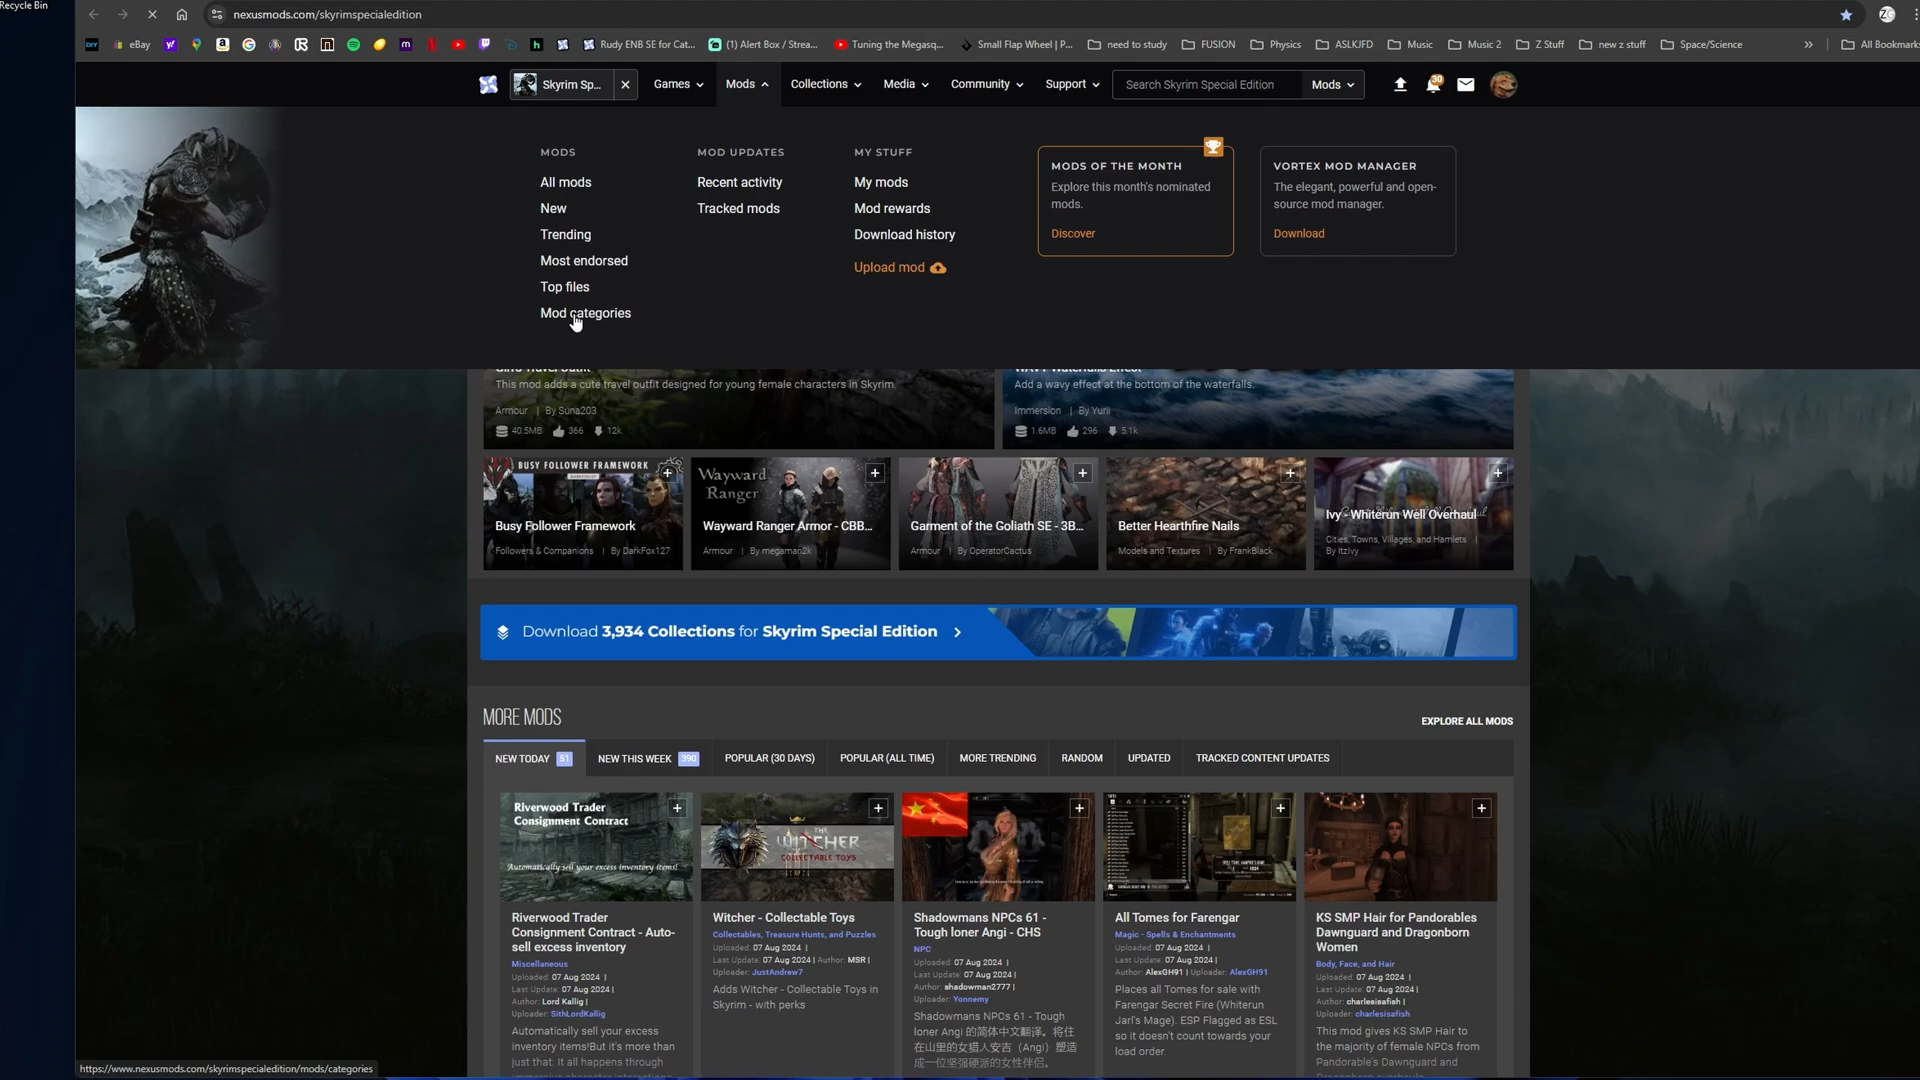 Recycle Bin
nexusmods.com/skyrimspecialedition
ZG
eBay
Rudy ENB SE for Cat...
(1) Alert Box / Strea...
Tuning the Megasq...
Small Flap Wheel | P...
need to study
FUSION
Physics
ASLKJFD
Music
Music 2
Z Stuff
new z stuff
Space/Science
»
All Bookmarks
Skyrim Sp...
Games
Mods
Collections
Media
Community
Support
Search Skyrim Special Edition
Mods
30
MODS
All mods
New
Trending
Most endorsed
Top files
Mod categories
MOD UPDATES
Recent activity
Tracked mods
MY STUFF
My mods
Mod rewards
Download history
Upload mod
MODS OF THE MONTH
Explore this month's nominated
mods.
Discover
VORTEX MOD MANAGER
The elegant, powerful and open-
source mod manager.
Download
This mod adds a cute travel outfit designed for young female characters in Skyrim.
Armour | By Suna203
40.5MB 366 12k
Add a wavy effect at the bottom of the waterfalls.
Immersion | By Yuril
1.6MB 296 5.1k
BUSY FOLLOWER FRAMEWORK
Busy Follower Framework
Followers & Companions | By DarkFox127
Wayward
Ranger
Wayward Ranger Armor - CBB...
Armour | By megaman2k
Garment of the Goliath SE - 3B...
Armour | By OperatorCactus
Better Hearthfire Nails
Models and Textures | By FrankBlack
Ivy - Whiterun Well Overhaul
Cities, Towns, Villages, and Hamlets |
By ItzIvy
Download 3,934 Collections for Skyrim Special Edition
MORE MODS
EXPLORE ALL MODS
NEW TODAY 51
NEW THIS WEEK 390
POPULAR (30 DAYS)
POPULAR (ALL TIME)
MORE TRENDING
RANDOM
UPDATED
TRACKED CONTENT UPDATES
Riverwood Trader
Consignment Contract
Automatically sell your excess inventory items!
Riverwood Trader
Consignment Contract - Auto-
sell excess inventory
Miscellaneous
Uploaded: 07 Aug 2024 |
Last Update: 07 Aug 2024 |
Author: Lord Kallig |
Uploader: SithLordKallig
Automatically sell your excess
inventory items!But it's more than
just that: It all happens through
THE
WITCHER
COLLECTABLE TOYS
Witcher - Collectable Toys
Collectables, Treasure Hunts, and Puzzles
Uploaded: 07 Aug 2024 |
Last Update: 07 Aug 2024 | Author: MSR |
Uploader: JustAndrew7
Adds Witcher - Collectable Toys in
Skyrim - with perks
Shadowmans NPCs 61 -
Tough loner Angi - CHS
NPC
Uploaded: 07 Aug 2024 |
Last Update: 07 Aug 2024 |
Author: shadowman2777 |
Uploader: Yonnemy
Shadowmans NPCs 61 - Tough
loner Angi 的简体中文翻译。将住
在山里的女猎人安吉（Angi）塑造
成一位坚强硬派的女性伴侣。
All Tomes for Farengar
Magic - Spells & Enchantments
Uploaded: 07 Aug 2024 |
Last Update: 07 Aug 2024 |
Author: AlexGH91 | Uploader: AlexGH91
Places all Tomes for sale with
Farengar Secret Fire (Whiterun
Jarl's Mage). ESP Flagged as ESL
so it doesn't count towards your
load order.
KS SMP Hair for Pandorables
Dawnguard and Dragonborn
Women
Body, Face, and Hair
Uploaded: 07 Aug 2024 |
Last Update: 07 Aug 2024 |
Author: charlesisafish |
Uploader: charlesisafish
This mod gives KS SMP Hair to
the majority of female NPCs from
Pandorable's Dawnguard and
https://www.nexusmods.com/skyrimspecialedition/mods/categories